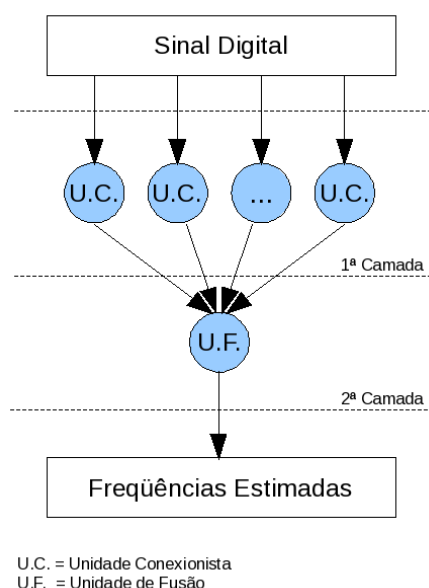 Sinal Digital
U.C. U.C. ... U.C.
1ª Camada
U.F.
2ª Camada
Freqüências Estimadas
U.C. = Unidade Conexionista
U.F. = Unidade de Fusão